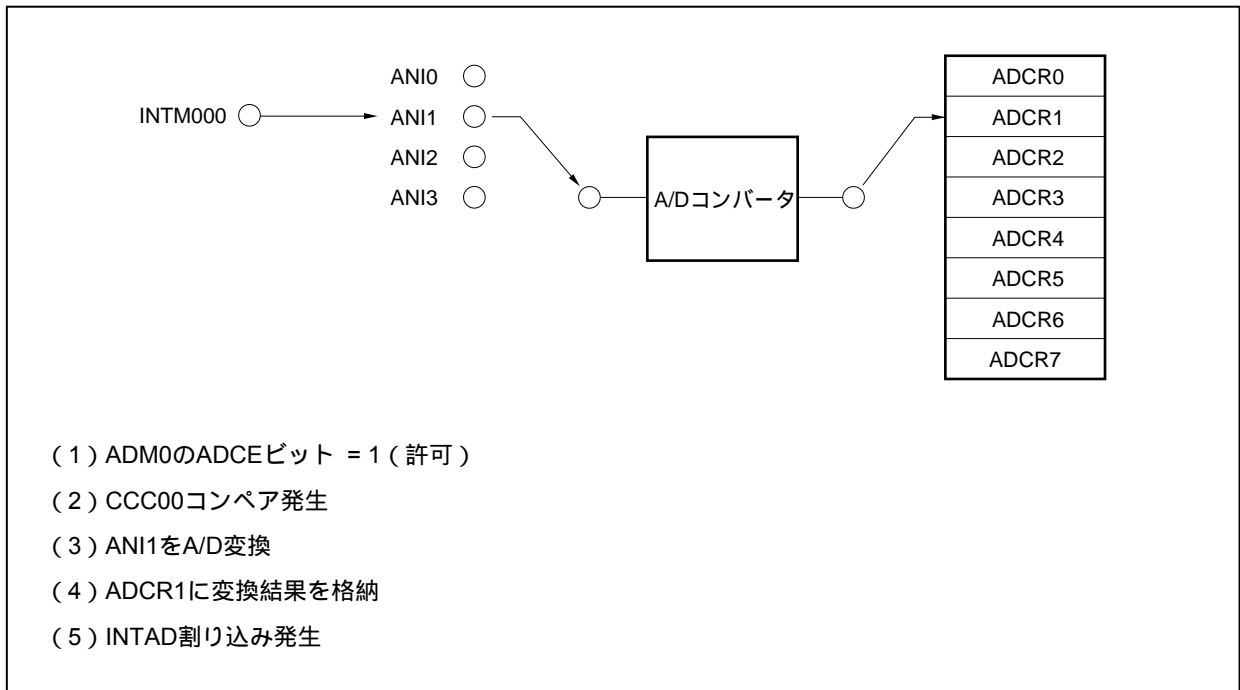 ANI0
INTM000
ANI1
ANI2
ANI3
A/Dコンバータ
ADCR0
ADCR1
ADCR2
ADCR3
ADCR4
ADCR5
ADCR6
ADCR7
(1)ADM0のADCEビット = 1(許可)
(2)CCC00コンペア発生
(3)ANI1をA/D変換
(4)ADCR1に変換結果を格納
(5)INTAD割り込み発生